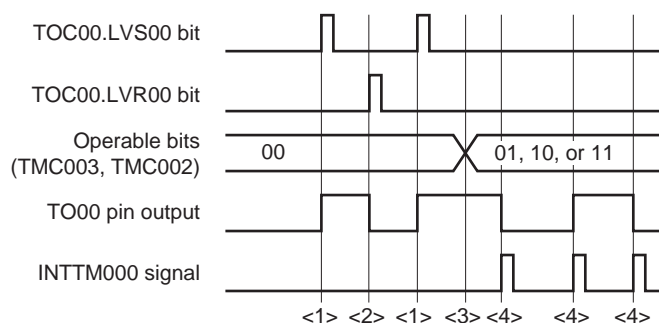 TOC00.LVS00 bit
TOC00.LVR00 bit
Operable bits
(TMC003, TMC002)
00
01, 10, or 11
TO00 pin output
INTTM000 signal
<1> <2> <1> <3> <4> <4> <4>